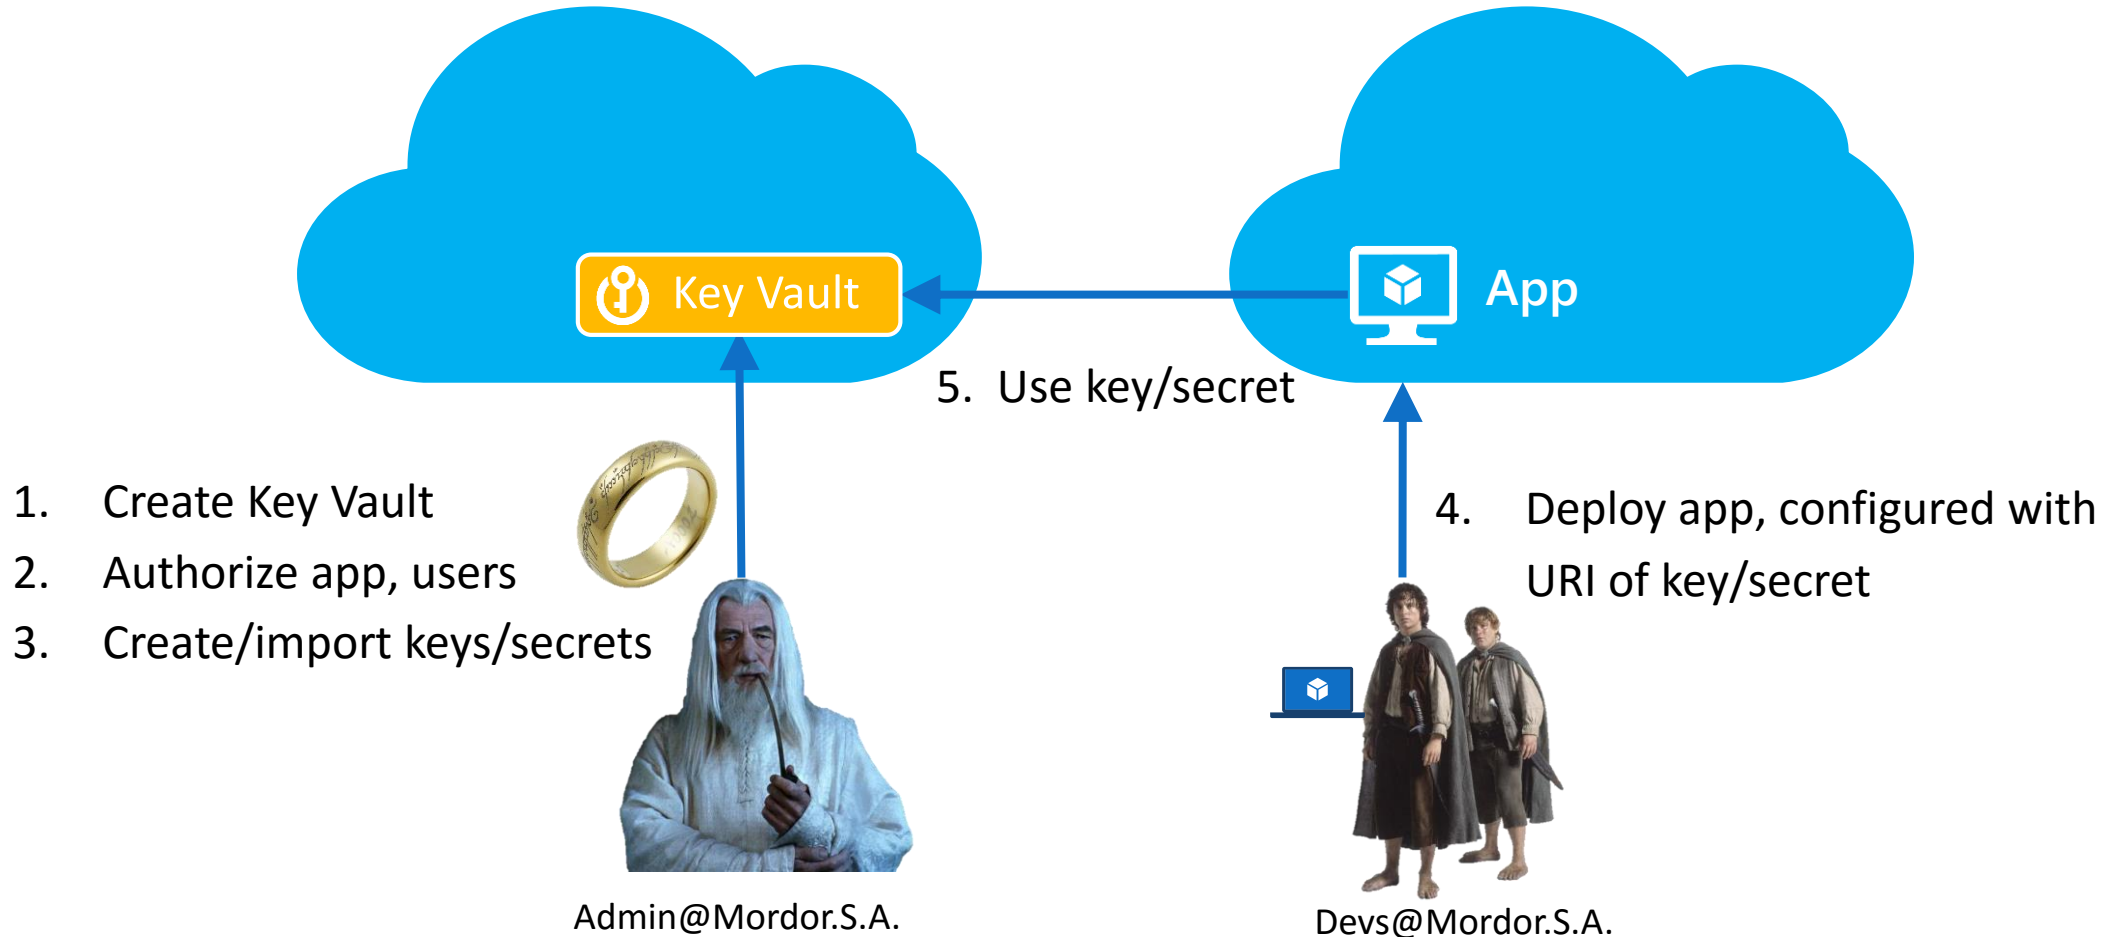 Key Vault
App
5. Use key/secret
1. Create Key Vault
2. Authorize app, users
3. Create/import keys/secrets
4. Deploy app, configured with
URI of key/secret
Admin@Mordor.S.A.
Devs@Mordor.S.A.